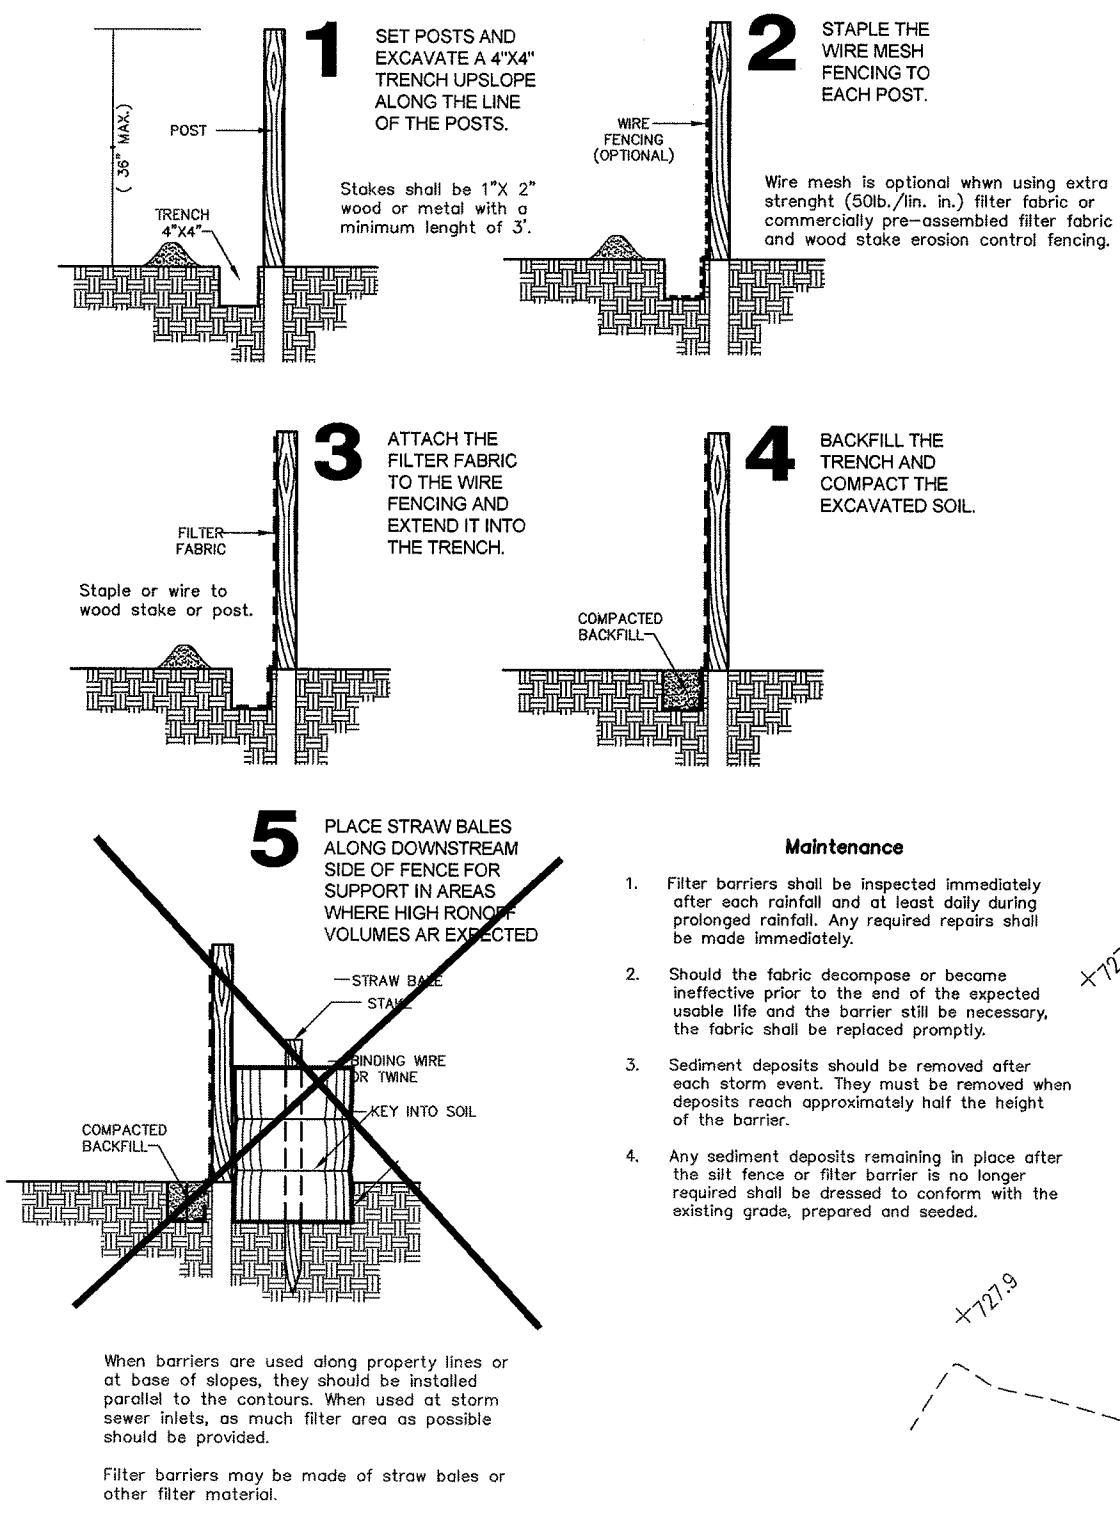 1
SET POSTS AND
EXCAVATE A 4"X4"
TRENCH UPSLOPE
ALONG THE LINE
OF THE POSTS.
( 36" MAX.)
POST
TRENCH
4"X4"
Stakes shall be 1"X 2"
wood or metal with a
minimum lenght of 3'.
2
STAPLE THE
WIRE MESH
FENCING TO
EACH POST.
WIRE
FENCING
(OPTIONAL)
Wire mesh is optional whwn using extra
strenght (50lb./lin. in.) filter fabric or
commercially pre-assembled filter fabric
and wood stake erosion control fencing.
3
ATTACH THE
FILTER FABRIC
TO THE WIRE
FENCING AND
EXTEND IT INTO
THE TRENCH.
FILTER
FABRIC
Staple or wire to
wood stake or post.
4
BACKFILL THE
TRENCH AND
COMPACT THE
EXCAVATED SOIL.
COMPACTED
BACKFILL
5
PLACE STRAW BALES
ALONG DOWNSTREAM
SIDE OF FENCE FOR
SUPPORT IN AREAS
WHERE HIGH RONOFF
VOLUMES AR EXPECTED
STRAW BALE
STAKE
BINDING WIRE
OR TWINE
KEY INTO SOIL
COMPACTED
BACKFILL
When barriers are used along property lines or
at base of slopes, they should be installed
parallel to the contours. When used at storm
sewer inlets, as much filter area as possible
should be provided.
Filter barriers may be made of straw bales or
other filter material.
Maintenance
1. Filter barriers shall be inspected immediately
after each rainfall and at least daily during
prolonged rainfall. Any required repairs shall
be made immediately.
2. Should the fabric decompose or became
ineffective prior to the end of the expected
usable life and the barrier still be necessary,
the fabric shall be replaced promptly.
3. Sediment deposits should be removed after
each storm event. They must be removed when
deposits reach approximately half the height
of the barrier.
4. Any sediment deposits remaining in place after
the silt fence or filter barrier is no longer
required shall be dressed to conform with the
existing grade, prepared and seeded.
727.9